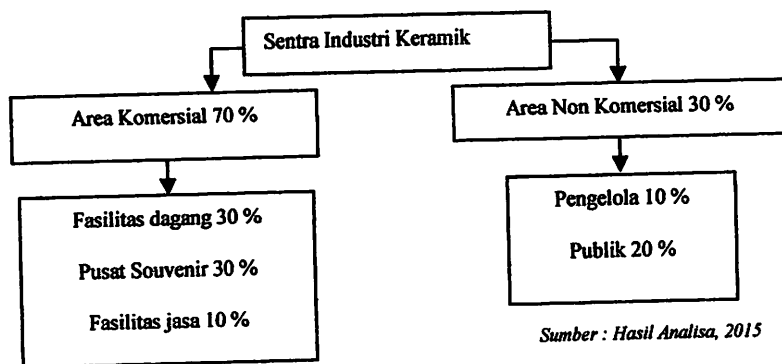 Sentra Industri Keramik
Area Komersial 70 %
Area Non Komersial 30 %
Fasilitas dagang 30 %
Pusat Souvenir 30 %
Fasilitas jasa 10 %
Pengelola 10 %
Publik 20 %
Sumber : Hasil Analisa, 2015